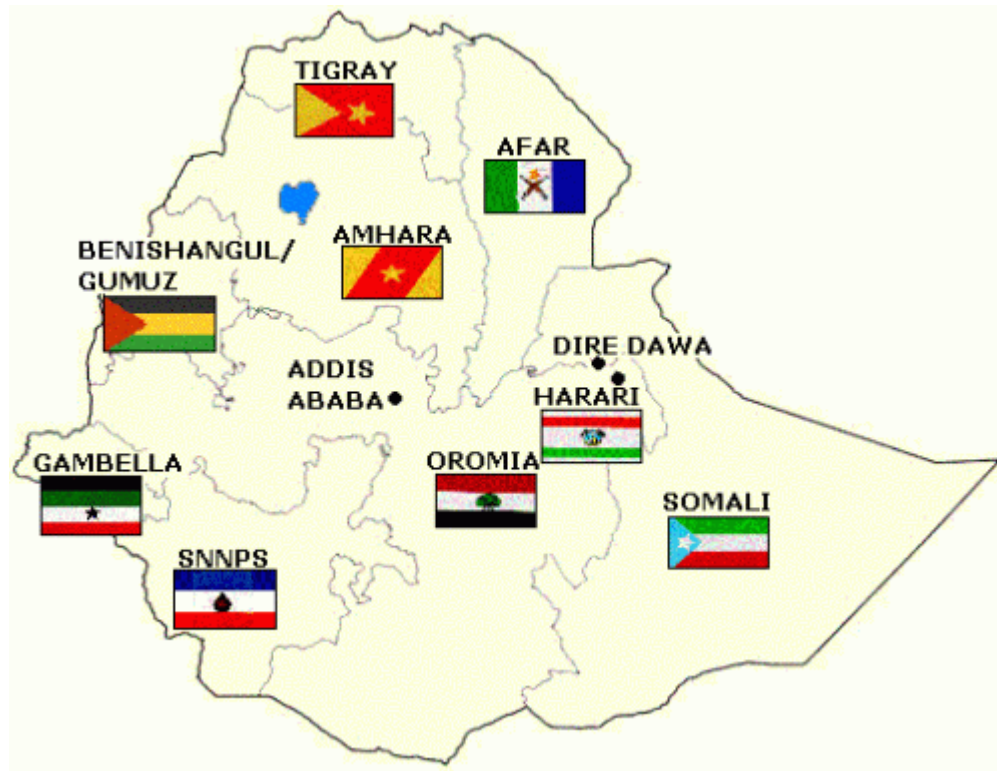 TIGRAY
AFAR
AMHARA
BENISHANGUL/
GUMUZ
DIRE DAWA
ADDIS
ABABA
HARARI
GAMBELLA
OROMIA
SOMALI
SNNPS